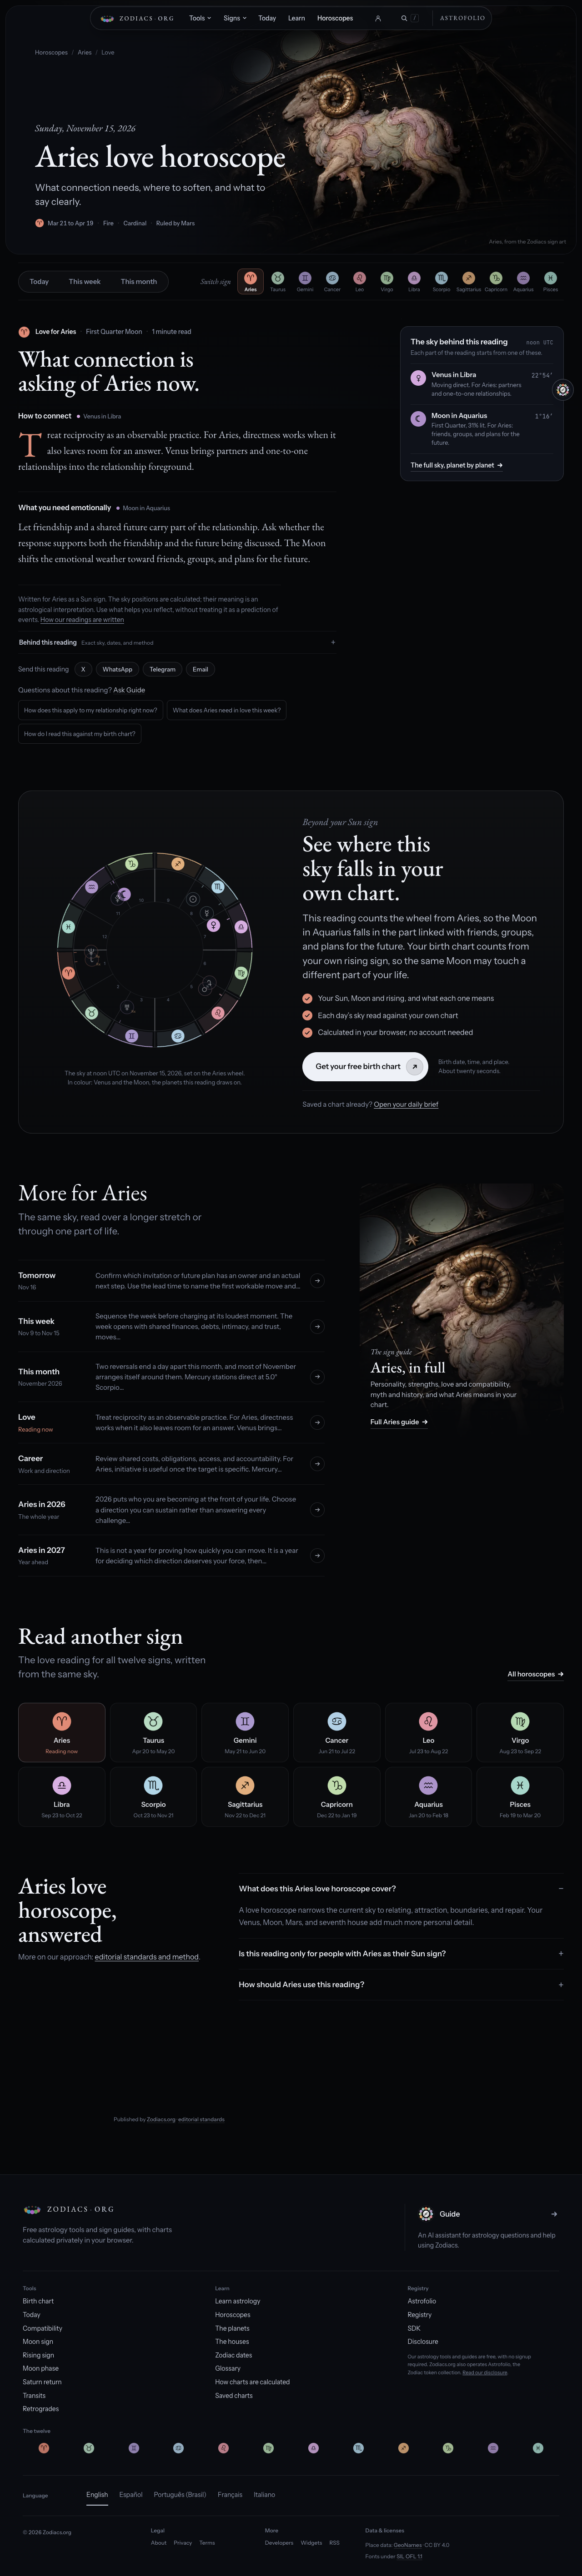 ZODIACS·ORG
Tools
Signs
Today
Learn
Horoscopes
/
ASTROFOLIO
Horoscopes / Aries / Love
Sunday, November 15, 2026
Aries love horoscope
What connection needs, where to soften, and what to
say clearly.
Mar 21 to Apr 19 · Fire · Cardinal · Ruled by Mars
Aries, from the Zodiacs sign art
Today
This week
This month
Switch sign
Aries
Taurus
Gemini
Cancer
Leo
Virgo
Libra
Scorpio
Sagittarius
Capricorn
Aquarius
Pisces
Love for Aries · First Quarter Moon · 1 minute read
What connection is
asking of Aries now.
How to connect Venus in Libra
Treat reciprocity as an observable practice. For Aries, directness works when it
also leaves room for an answer. Venus brings partners and one-to-one
relationships into the relationship foreground.
What you need emotionally Moon in Aquarius
Let friendship and a shared future carry part of the relationship. Ask whether the
response supports both the immediate bond and the future being discussed. The Moon
shifts the emotional weather toward friends, groups, and plans for the future.
Written for Aries as a Sun sign. The sky positions are calculated; their meaning is an
astrological interpretation. Use what helps you reflect, without treating it as a prediction of
events. How our readings are written
Behind this reading Exact sky, dates, and method +
Send this reading
X
WhatsApp
Telegram
Email
Questions about this reading? Ask Guide
How does this apply to my relationship right now?
What does Aries need in love this week?
How do I read this against my birth chart?
The sky behind this reading noon UTC
Each part of the reading starts from one of these.
Venus in Libra 22°54'
Moving direct. For Aries: partners
and one-to-one relationships.
Moon in Aquarius 1°16'
First Quarter, 31% lit. For Aries:
friends, groups, and plans for the
future.
The full sky, planet by planet →
The sky at noon UTC on November 15, 2026, set on the Aries wheel.
In colour: Venus and the Moon, the planets this reading draws on.
Beyond your Sun sign
See where this
sky falls in your
own chart.
This reading counts the wheel from Aries, so the Moon
in Aquarius falls in the part linked with friends, groups,
and plans for the future. Your birth chart counts from
your own rising sign, so the same Moon may touch a
different part of your life.
Your Sun, Moon and rising, and what each one means
Each day's sky read against your own chart
Calculated in your browser, no account needed
Get your free birth chart
Birth date, time, and place.
About twenty seconds.
Saved a chart already? Open your daily brief
More for Aries
The same sky, read over a longer stretch or
through one part of life.
Tomorrow
Nov 16
Confirm which invitation or future plan has an owner and an actual
next step. Use the lead time to name the first workable move and...
This week
Nov 9 to Nov 15
Sequence the week before charging at its loudest moment. The
week opens with shared finances, debts, intimacy, and trust,
moves...
This month
November 2026
Two reversals end a day apart this month, and most of November
arranges itself around them. Mercury stations direct at 5.0°
Scorpio...
Love
Reading now
Treat reciprocity as an observable practice. For Aries, directness
works when it also leaves room for an answer. Venus brings...
Career
Work and direction
Review shared costs, obligations, access, and accountability. For
Aries, initiative is useful once the target is specific. Mercury...
Aries in 2026
The whole year
2026 puts who you are becoming at the front of your life. Choose
a direction you can sustain rather than answering every
challenge...
Aries in 2027
Year ahead
This is not a year for proving how quickly you can move. It is a year
for deciding which direction deserves your force, then...
The sign guide
Aries, in full
Personality, strengths, love and compatibility,
myth and history, and what Aries means in your
chart.
Full Aries guide →
Read another sign
The love reading for all twelve signs, written
from the same sky.
All horoscopes →
Aries
Reading now
Taurus
Apr 20 to May 20
Gemini
May 21 to Jun 20
Cancer
Jun 21 to Jul 22
Leo
Jul 23 to Aug 22
Virgo
Aug 23 to Sep 22
Libra
Sep 23 to Oct 22
Scorpio
Oct 23 to Nov 21
Sagittarius
Nov 22 to Dec 21
Capricorn
Dec 22 to Jan 19
Aquarius
Jan 20 to Feb 18
Pisces
Feb 19 to Mar 20
Aries love
horoscope,
answered
More on our approach: editorial standards and method.
What does this Aries love horoscope cover? −
A love horoscope narrows the current sky to relating, attraction, boundaries, and repair. Your
Venus, Moon, Mars, and seventh house add much more personal detail.
Is this reading only for people with Aries as their Sun sign? +
How should Aries use this reading? +
Published by Zodiacs.org · editorial standards
ZODIACS·ORG
Free astrology tools and sign guides, with charts
calculated privately in your browser.
Guide →
An AI assistant for astrology questions and help
using Zodiacs.
Tools
Birth chart
Today
Compatibility
Moon sign
Rising sign
Moon phase
Saturn return
Transits
Retrogrades
Learn
Learn astrology
Horoscopes
The planets
The houses
Zodiac dates
Glossary
How charts are calculated
Saved charts
Registry
Astrofolio
Registry
SDK
Disclosure
Our astrology tools and guides are free, with no signup
required. Zodiacs.org also operates Astrofolio, the
Zodiac token collection. Read our disclosure.
The twelve
Language
English
Español
Português (Brasil)
Français
Italiano
© 2026 Zodiacs.org
Legal
About
Privacy
Terms
More
Developers
Widgets
RSS
Data & licenses
Place data: GeoNames · CC BY 4.0
Fonts under SIL OFL 1.1